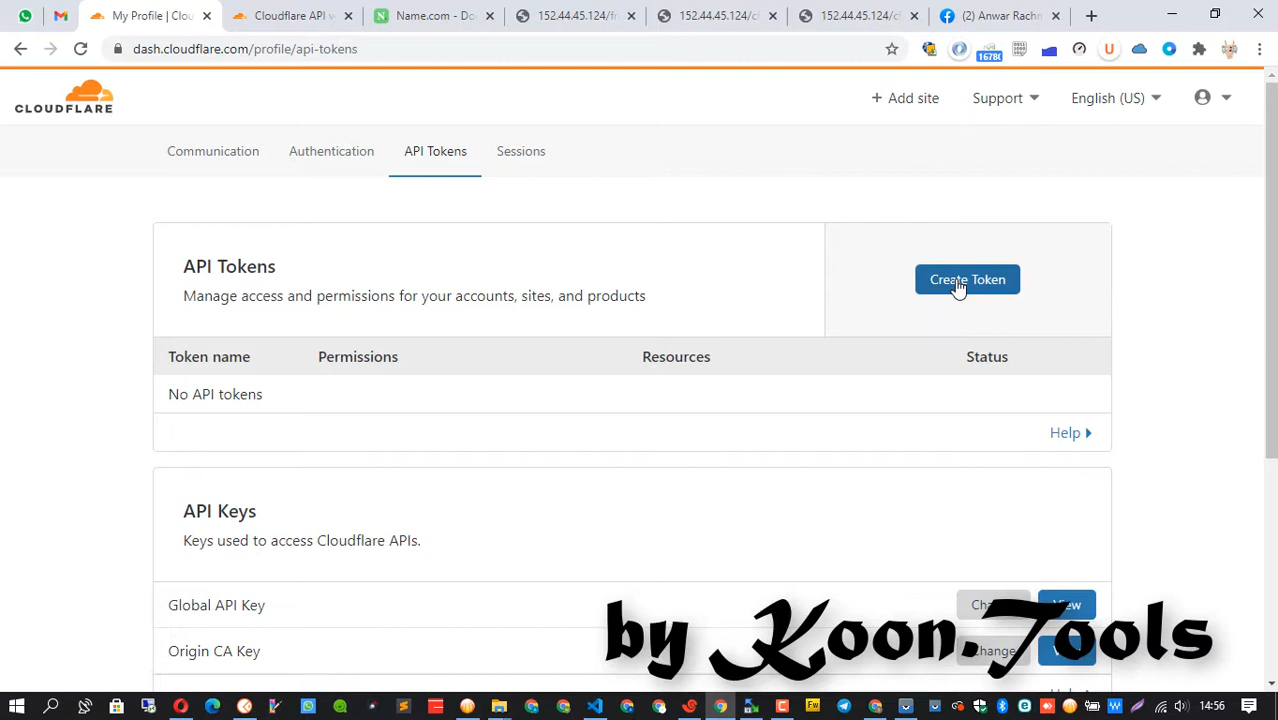 My Profile | Clou
Cloudflare API v
Name.com - Do
152.44.45.124/fr
152.44.45.124/c
152.44.45.124/cl
(2) Anwar Rachm
dash.cloudflare.com/profile/api-tokens
1678
CLOUDFLARE
+ Add site
Support
English (US)
Communication
Authentication
API Tokens
Sessions
API Tokens
Manage access and permissions for your accounts, sites, and products
Create Token
Token name
Permissions
Resources
Status
No API tokens
Help
API Keys
Keys used to access Cloudflare APIs.
Global API Key
View
Origin CA Key
Change
by Koon.Tools
14:56